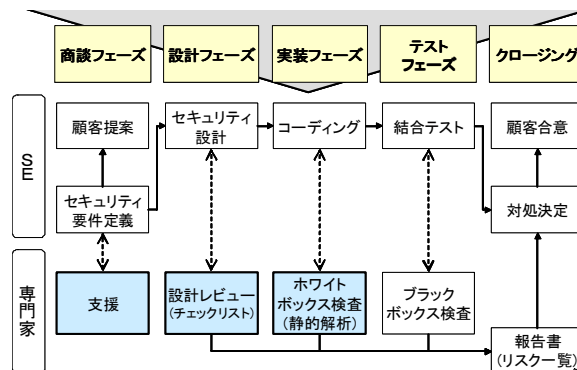 商談フェーズ
設計フェーズ
実装フェーズ
テスト
フェーズ
クロージング
SE
顧客提案
セキュリティ
設計
コーディング
結合テスト
顧客合意
セキュリティ
要件定義
対処決定
専門家
支援
設計レビュー
(チェックリスト)
ホワイト
ボックス検査
(静的解析)
ブラック
ボックス検査
報告書
(リスク一覧)